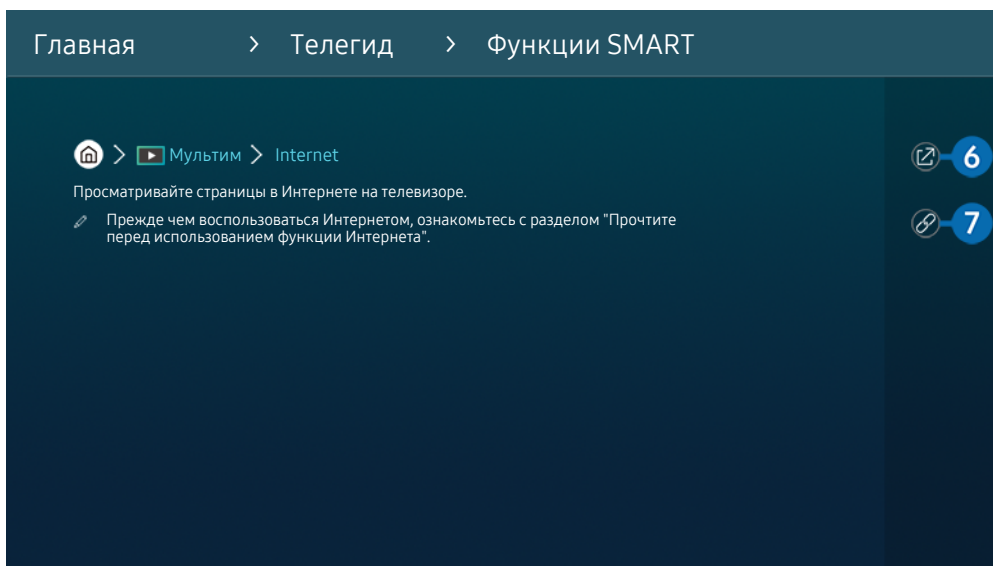 Главная > Телегид > Функции SMART
> Мультим > Internet
6
Просматривайте страницы в Интернете на телевизоре.
Прежде чем воспользоваться Интернетом, ознакомьтесь с разделом "Прочтите
7
перед использованием функции Интернета".